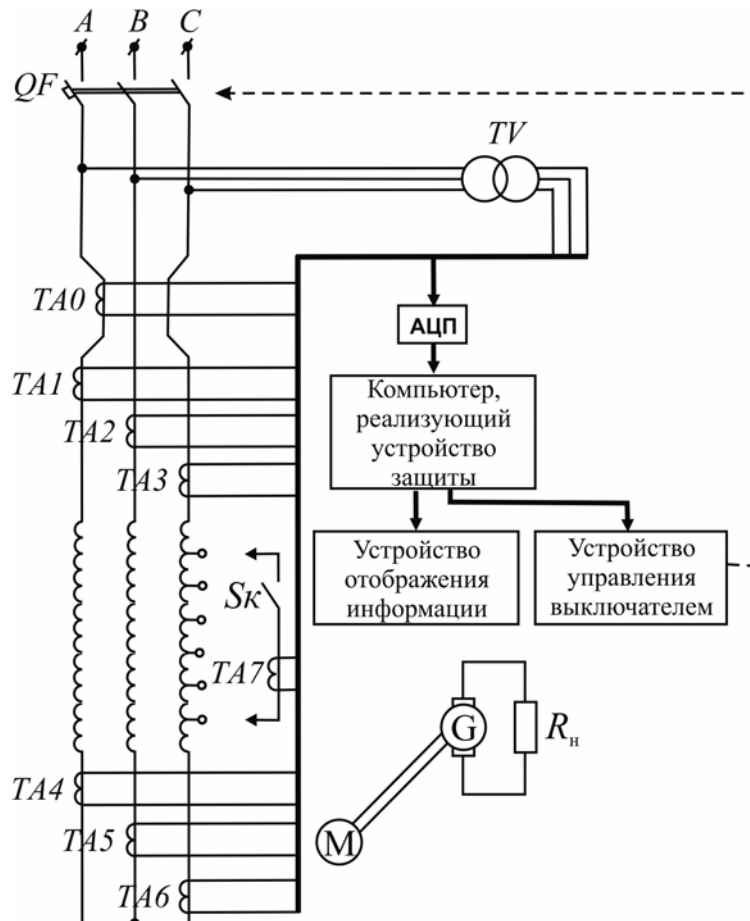 A B C
QF
TV
TA0
АЦП
TA1
Компьютер,
реализующий
устройство
защиты
TA2
TA3
Устройство
отображения
информации
Устройство
управления
выключателем
Sк
TA7
G
Rн
TA4
M
TA5
TA6